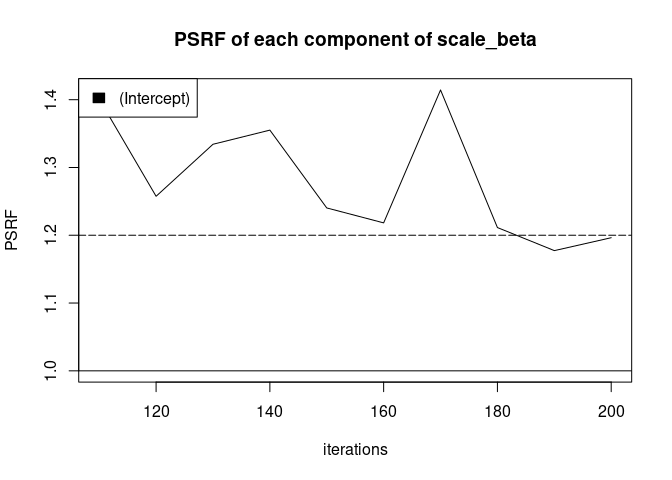 PSRF of each component of scale_beta
(Intercept)
1.4
1.3
1.2
1.1
1.0
PSRF
120 140 160 180 200
iterations